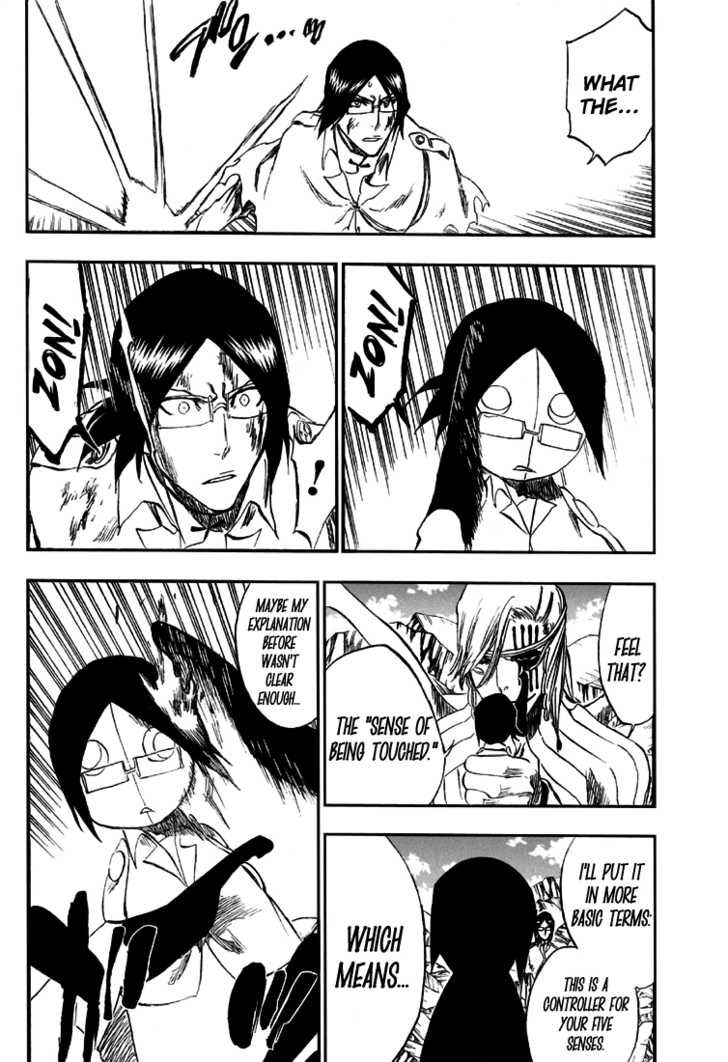 WHAT
THE...
ZON!
ZON!
!
FEEL
THAT?
THE "SENSE OF
BEING TOUCHED."
MAYBE MY
EXPLANATION
BEFORE
WASN'T
CLEAR
ENOUGH...
I'LL PUT IT
IN MORE
BASIC TERMS:
THIS IS A
CONTROLLER FOR
YOUR FIVE
SENSES.
WHICH
MEANS...